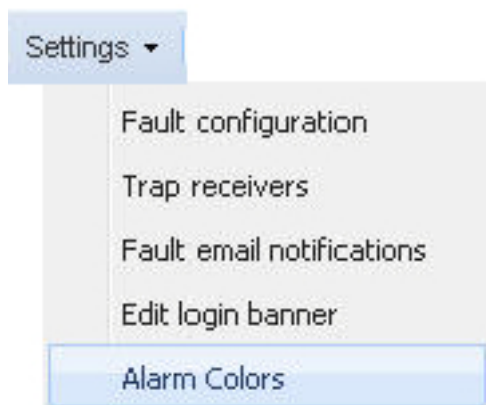 Settings
Fault configuration
Trap receivers
Fault email notifications
Edit login banner
Alarm Colors